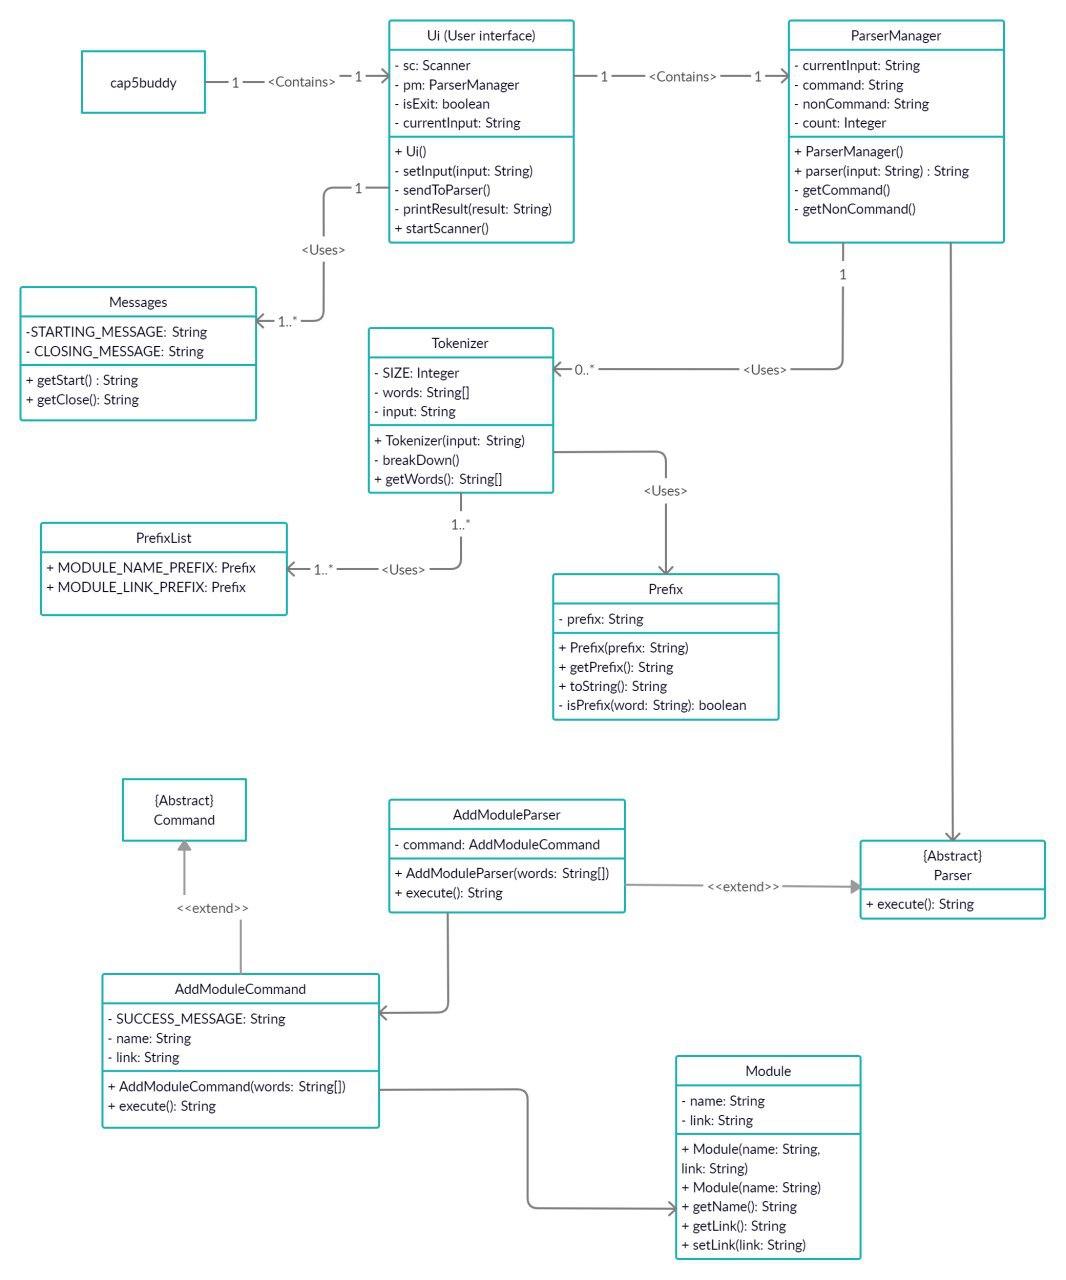 cap5buddy
1
<Contains>
1
Ui (User interface)
- sc: Scanner
- pm: ParserManager
- isExit: boolean
- currentInput: String
+ Ui()
- setInput(input: String)
- sendToParser()
- printResult(result: String)
+ startScanner()
1
<Contains>
1
ParserManager
- currentInput: String
- command: String
- nonCommand: String
- count: Integer
+ ParserManager()
+ parser(input: String) : String
- getCommand()
- getNonCommand()
1
<Uses>
1..*
Messages
-STARTING_MESSAGE: String
- CLOSING_MESSAGE: String
+ getStart() : String
+ getClose(): String
1
<Uses>
0..*
Tokenizer
- SIZE: Integer
- words: String[]
- input: String
+ Tokenizer(input: String)
- breakDown()
+ getWords(): String[]
<Uses>
1..*
<Uses>
1..*
PrefixList
+ MODULE_NAME_PREFIX: Prefix
+ MODULE_LINK_PREFIX: Prefix
Prefix
- prefix: String
+ Prefix(prefix: String)
+ getPrefix(): String
+ toString(): String
- isPrefix(word: String): boolean
{Abstract}
Command
<<extend>>
AddModuleParser
- command: AddModuleCommand
+ AddModuleParser(words: String[])
+ execute(): String
<<extend>>
{Abstract}
Parser
+ execute(): String
AddModuleCommand
- SUCCESS_MESSAGE: String
- name: String
- link: String
+ AddModuleCommand(words: String[])
+ execute(): String
Module
- name: String
- link: String
+ Module(name: String,
link: String)
+ Module(name: String)
+ getName(): String
+ getLink(): String
+ setLink(link: String)